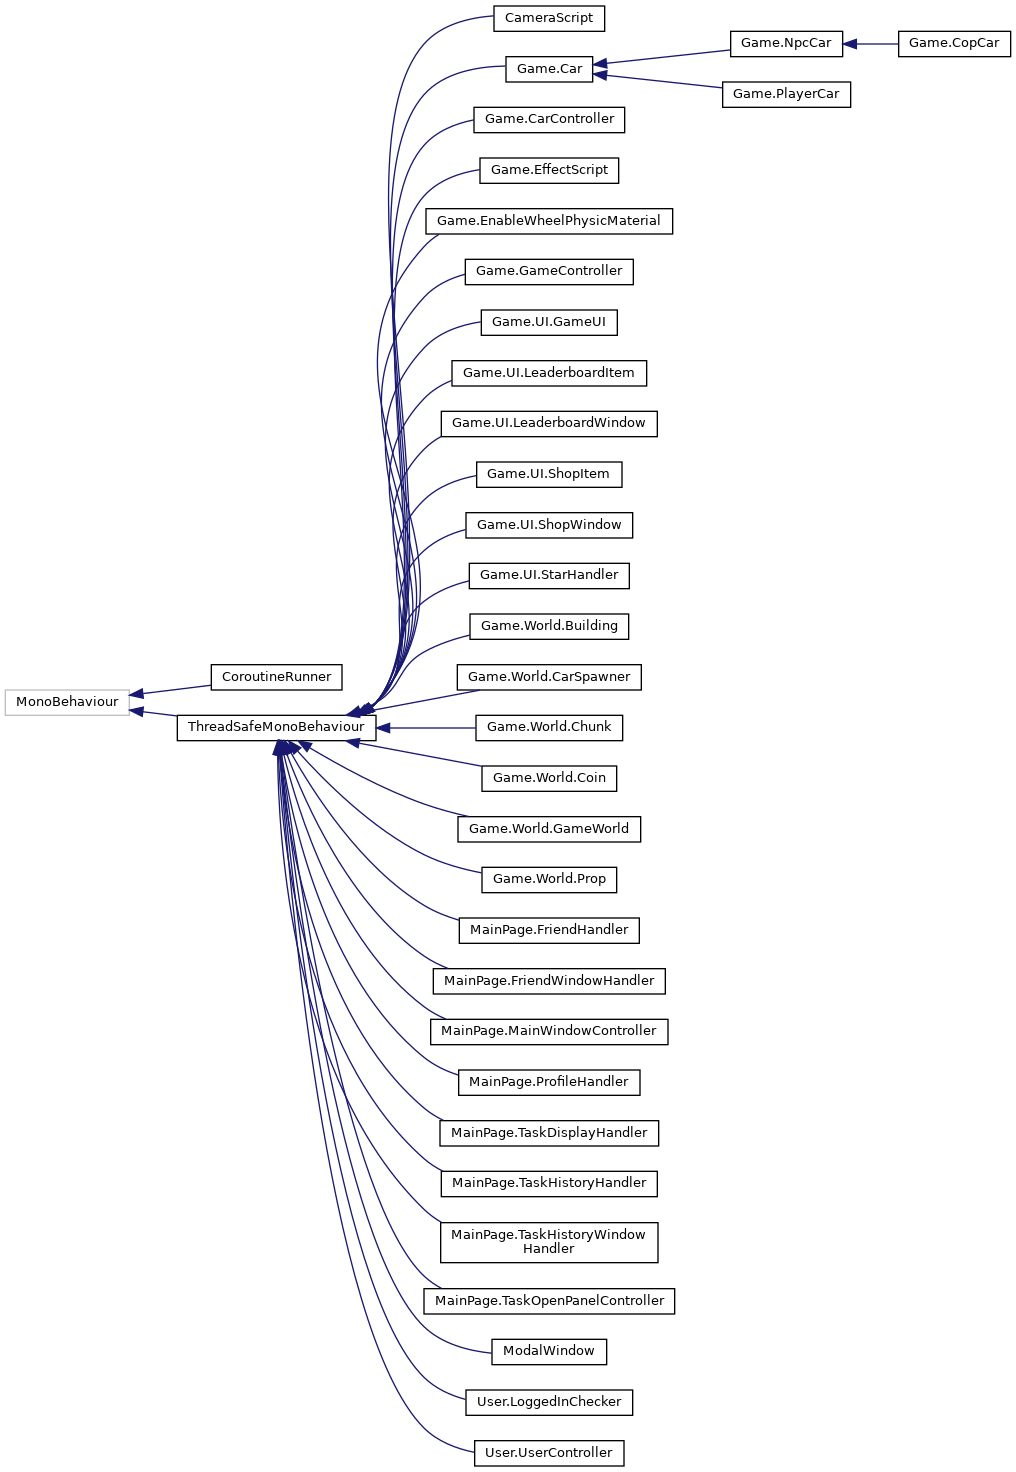 CameraScript
Game.NpcCar
Game.CopCar
Game.Car
Game.PlayerCar
Game.CarController
Game.EffectScript
Game.EnableWheelPhysicMaterial
Game.GameController
Game.UI.GameUI
Game.UI.LeaderboardItem
Game.UI.LeaderboardWindow
Game.UI.ShopItem
Game.UI.ShopWindow
Game.UI.StarHandler
Game.World.Building
CoroutineRunner
Game.World.CarSpawner
MonoBehaviour
ThreadSafeMonoBehaviour
Game.World.Chunk
Game.World.Coin
Game.World.GameWorld
Game.World.Prop
MainPage.FriendHandler
MainPage.FriendWindowHandler
MainPage.MainWindowController
MainPage.ProfileHandler
MainPage.TaskDisplayHandler
MainPage.TaskHistoryHandler
MainPage.TaskHistoryWindow
Handler
MainPage.TaskOpenPanelController
ModalWindow
User.LoggedInChecker
User.UserController